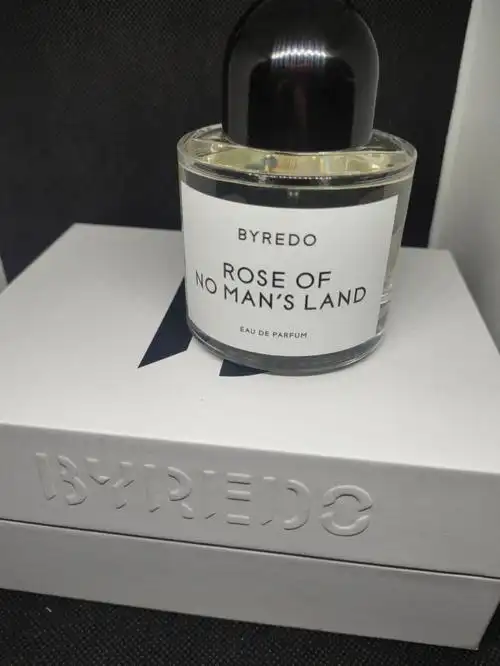 BYREDO
ROSE OF
NO MAN'S LAND
EAU DE PARFUM
BYREDO